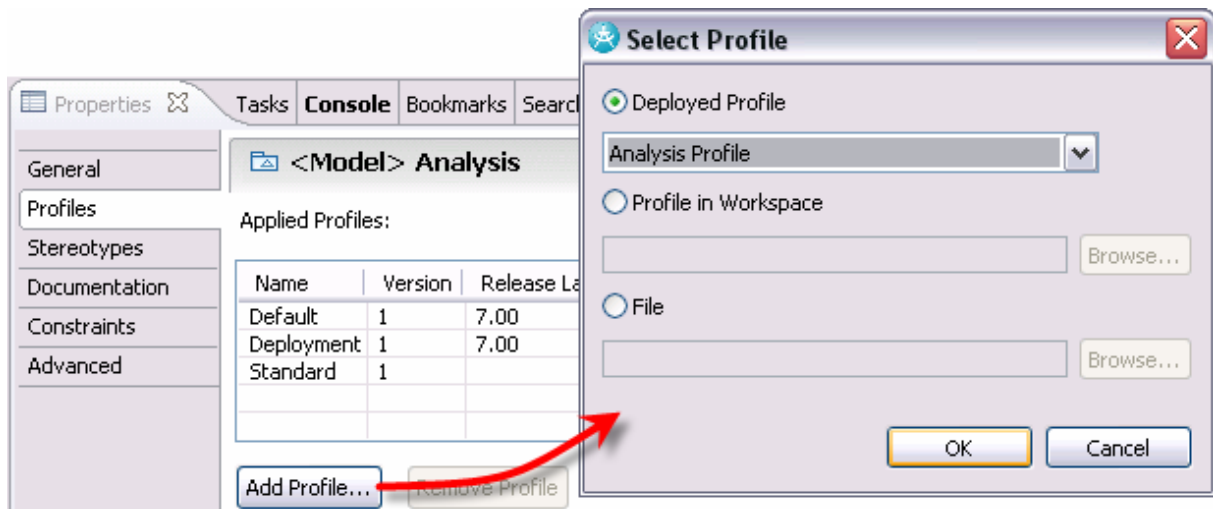 Properties Tasks Console Bookmarks
General
Profiles
Stereotypes
Documentation
Constraints
Advanced
<Model> Analysis
Applied Profiles:
Name Version Release
Default 1 7.00
Deployment 1 7.00
Standard 1
Add Profile... Remove Profile
Select Profile
Deployed Profile
Analysis Profile
Profile in Workspace
Browse...
File
Browse...
OK Cancel